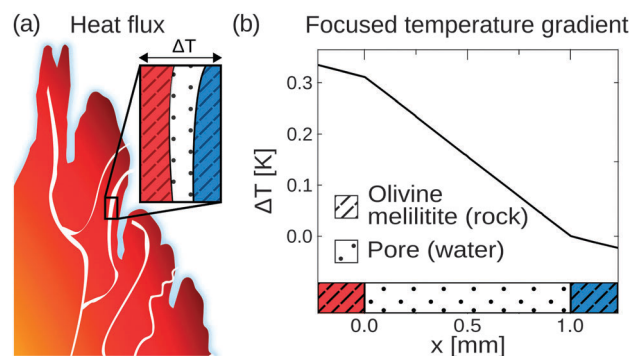 (a) Heat flux
ΔT
(b) Focused temperature gradient
0.3
0.2
0.1
0.0
ΔT [K]
Olivine
melilitite (rock)
Pore (water)
0.0 0.5 1.0
x [mm]